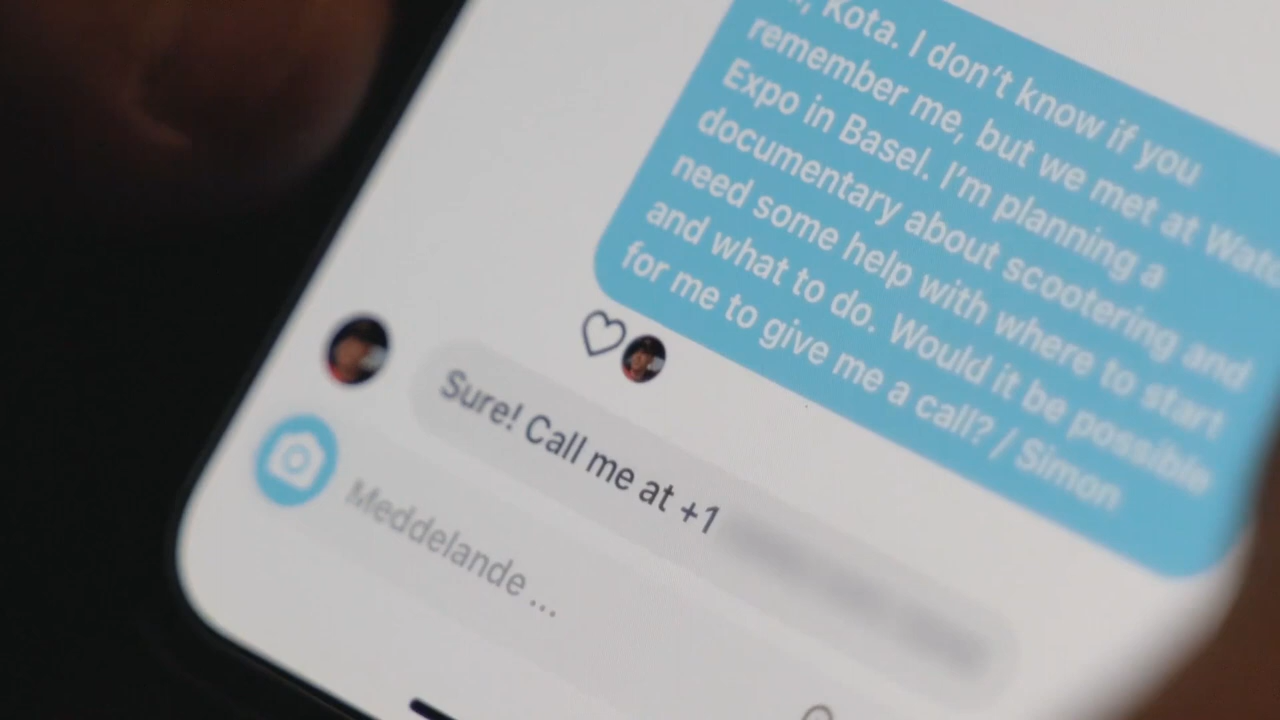 Kota. I don't know if you
remember me, but we met at
Expo in Basel. I'm planning a
documentary about scootering and
need some help with where to start
and what to do. Would it be possible
for me to give me a call? / Simon
Sure! Call me at +1
Meddelande ...